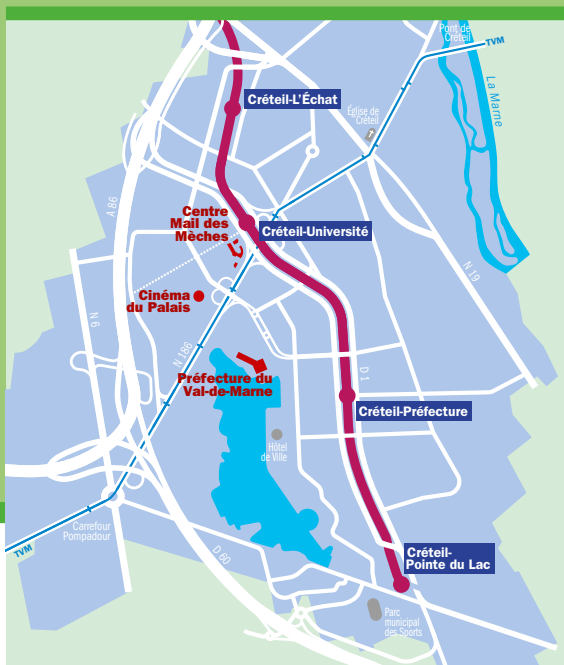 Pont de
Créteil
TVM
La Marne
Créteil-L'Échat
Église de
Créteil
A 86
Centre
Mail des
Mèches
Créteil-Université
N 19
Cinéma
du Palais
N 6
N 186
D 1
Préfecture du
Val-de-Marne
Créteil-Préfecture
Hôtel
de Ville
Carrefour
Pompadour
TVM
D 60
Créteil-
Pointe du Lac
Parc
municipal
des Sports